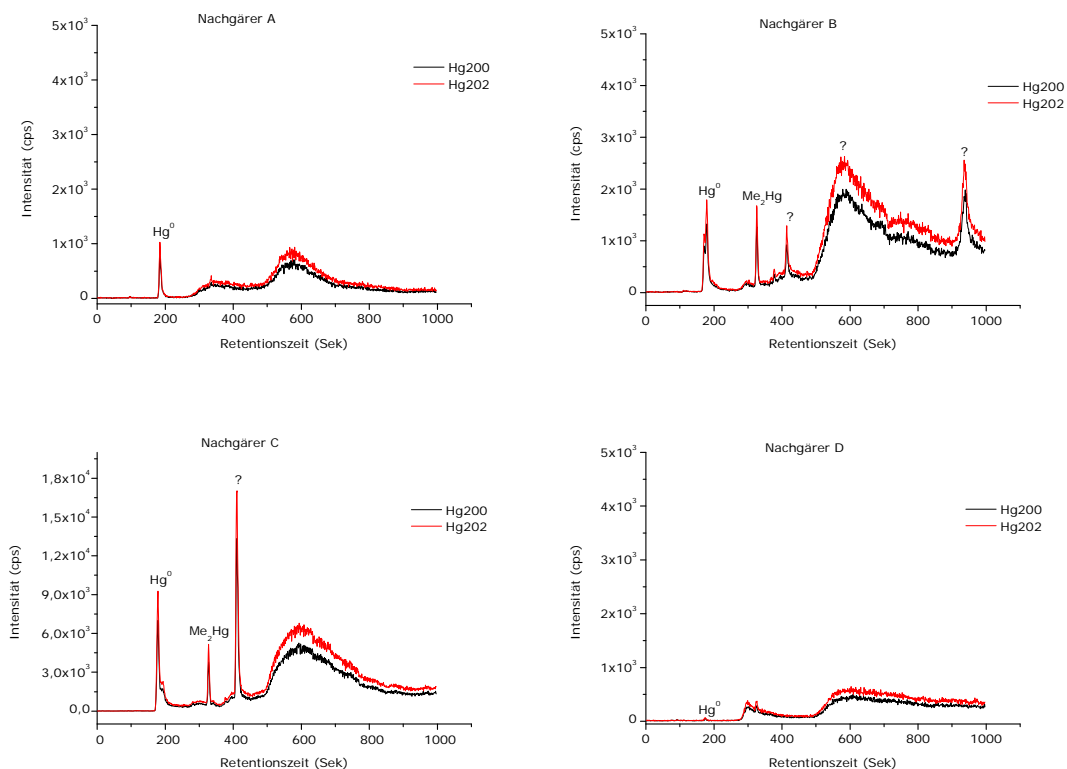 Nachgärer A
5x10³
4x10³
3x10³
2x10³
1x10³
0
Intensität (cps)
Hg⁰
Hg200
Hg202
0 200 400 600 800 1000
Retentionszeit (Sek)
Nachgärer B
5x10³
4x10³
3x10³
2x10³
1x10³
0
Intensität (cps)
Hg⁰
Me₂Hg
?
?
?
Hg200
Hg202
0 200 400 600 800 1000
Retentionszeit (Sek)
Nachgärer C
1,8x10⁴
1,5x10⁴
1,2x10⁴
9,0x10³
6,0x10³
3,0x10³
0,0
Intensität (cps)
Hg⁰
Me₂Hg
?
Hg200
Hg202
0 200 400 600 800 1000
Retentionszeit (Sek)
Nachgärer D
5x10³
4x10³
3x10³
2x10³
1x10³
0
Intensität (cps)
Hg⁰
Hg200
Hg202
0 200 400 600 800 1000
Retentionszeit (Sek)